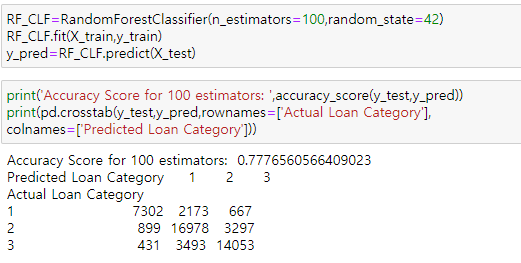 RF_CLF=RandomForestClassifier(n_estimators=100,random_state=42)
RF_CLF.fit(X_train,y_train)
y_pred=RF_CLF.predict(X_test)
print('Accuracy Score for 100 estimators: ',accuracy_score(y_test,y_pred))
print(pd.crosstab(y_test,y_pred,rownames=['Actual Loan Category'],
colnames=['Predicted Loan Category']))
Accuracy Score for 100 estimators:  0.7776560566409023
Predicted Loan Category 1 2 3
Actual Loan Category
1 7302 2173 667
2 899 16978 3297
3 431 3493 14053